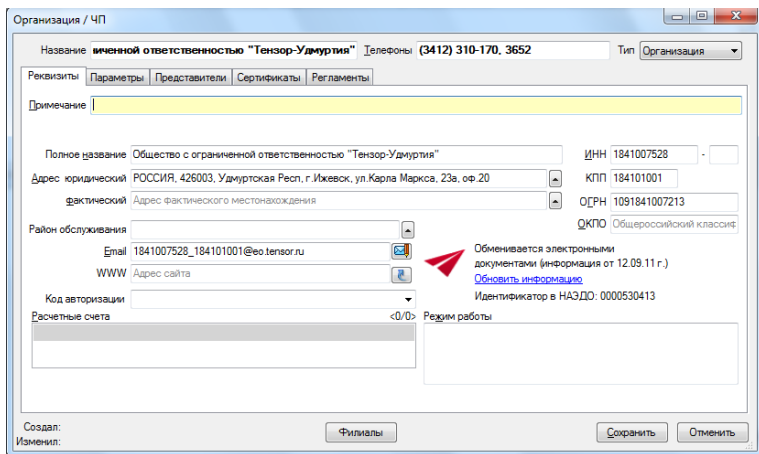 Организация / ЧП
Название иченной ответственностью "Тензор-Удмуртия" Телефоны (3412) 310-170, 3652 Тип Организация
Реквизиты Параметры Представители Сертификаты Регламенты
Примечание
Полное название Общество с ограниченной ответственностью "Тензор-Удмуртия" ИНН 1841007528 -
Адрес юридический РОССИЯ, 426003, Удмуртская Респ, г.Ижевск, ул.Карла Маркса, 23а, оф.20 КПП 184101001
фактический Адрес фактического местонахождения ОГРН 1091841007213
ОКПО Общероссийский классиф
Район обслуживания
Email 1841007528_184101001@eo.tensor.ru
WWW Адрес сайта
Обменивается электронными
документами (информация от 12.09.11 г.)
Обновить информацию
Идентификатор в НАЭДО: 0000530413
Код авторизации
Расчетные счета <0/0> Режим работы
Создал:
Изменил:
Филиалы Сохранить Отменить